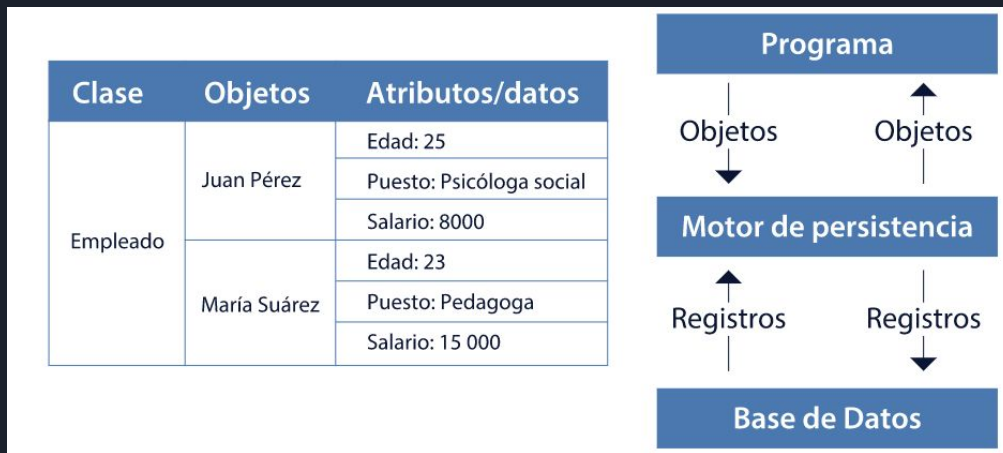 Clase Objetos Atributos/datos
Empleado
Juan Pérez
Edad: 25
Puesto: Psicóloga social
Salario: 8000
María Suárez
Edad: 23
Puesto: Pedagoga
Salario: 15 000
Programa
Objetos Objetos
Motor de persistencia
Registros Registros
Base de Datos